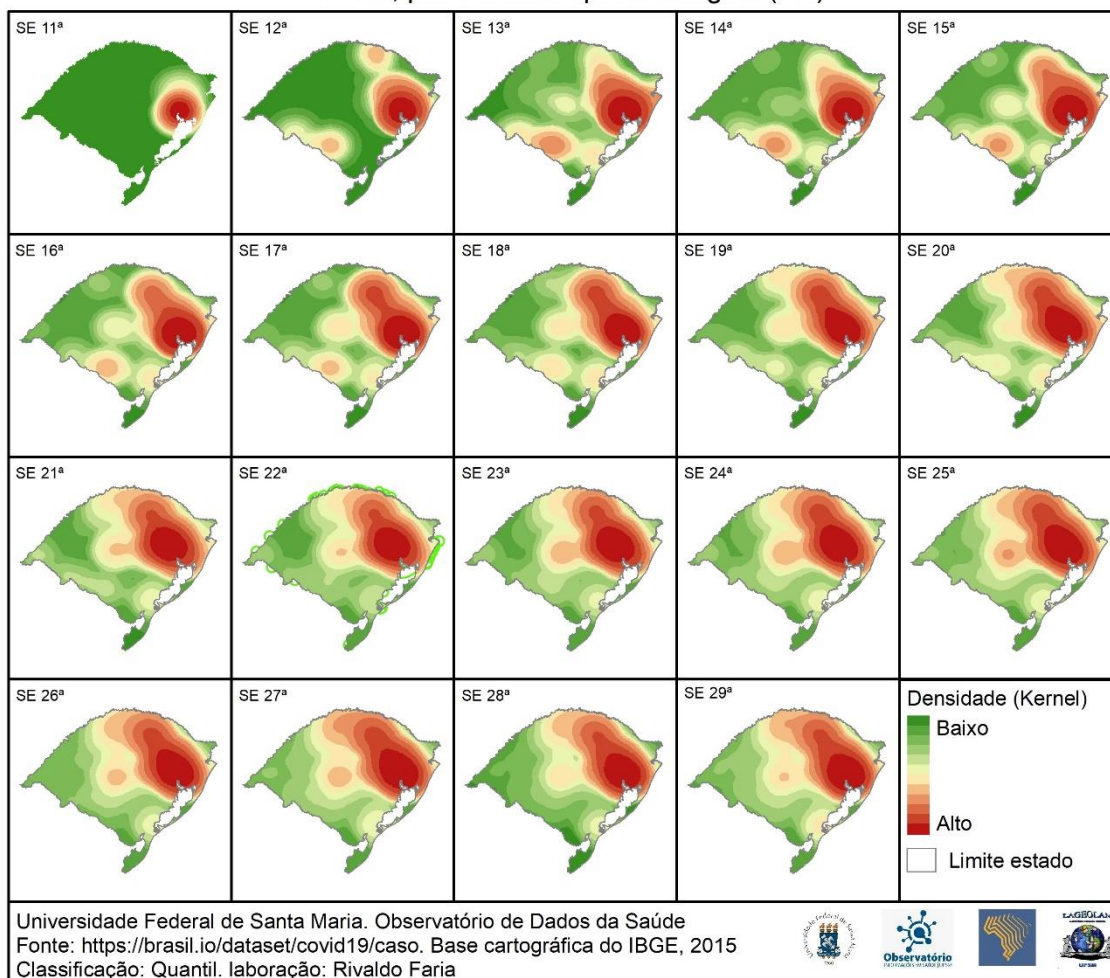 SE 11ª
SE 12ª
SE 13ª
SE 14ª
SE 15ª
SE 16ª
SE 17ª
SE 18ª
SE 19ª
SE 20ª
SE 21ª
SE 22ª
SE 23ª
SE 24ª
SE 25ª
SE 26ª
SE 27ª
SE 28ª
SE 29ª
Densidade (Kernel)
Baixo
Alto
Limite estado
Universidade Federal de Santa Maria. Observatório de Dados da Saúde
Fonte: https://brasil.io/dataset/covid19/caso. Base cartográfica do IBGE, 2015
Classificação: Quantil. laboração: Rivaldo Faria
Observatório
UFSM